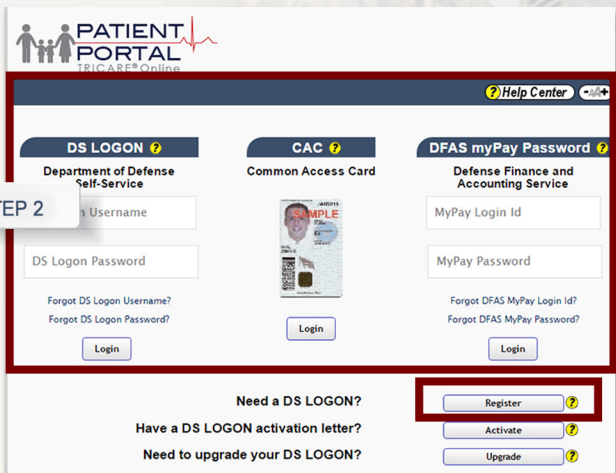 PATIENT
PORTAL
TRICARE® Online
? Help Center - AA+
DS LOGON ?
Department of Defense
Self-Service
Username
DS Logon Password
Forgot DS Logon Username?
Forgot DS Logon Password?
Login
EP 2
CAC ?
Common Access Card
SAMPLE
Login
DFAS myPay Password ?
Defense Finance and
Accounting Service
MyPay Login Id
MyPay Password
Forgot DFAS MyPay Login Id?
Forgot DFAS MyPay Password?
Login
Need a DS LOGON? Register ?
Have a DS LOGON activation letter? Activate ?
Need to upgrade your DS LOGON? Upgrade ?